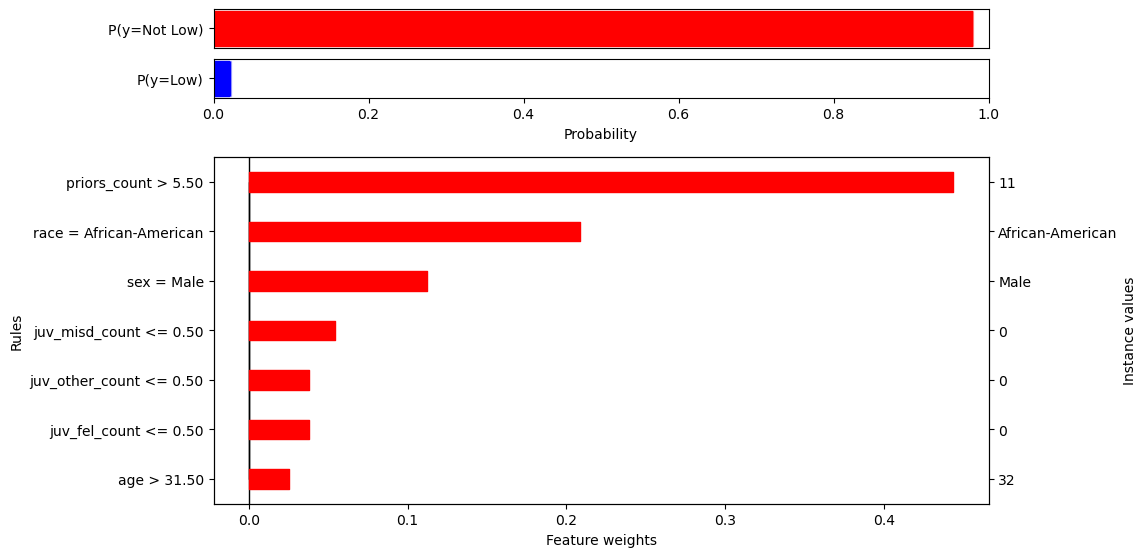 P(y=Not Low)
P(y=Low)
0.0 0.2 0.4 0.6 0.8 1.0
Probability
Rules
priors_count > 5.50 11
race = African-American African-American
sex = Male Male
juv_misd_count <= 0.50 0
juv_other_count <= 0.50 0
juv_fel_count <= 0.50 0
age > 31.50 32
Instance values
0.0 0.1 0.2 0.3 0.4
Feature weights